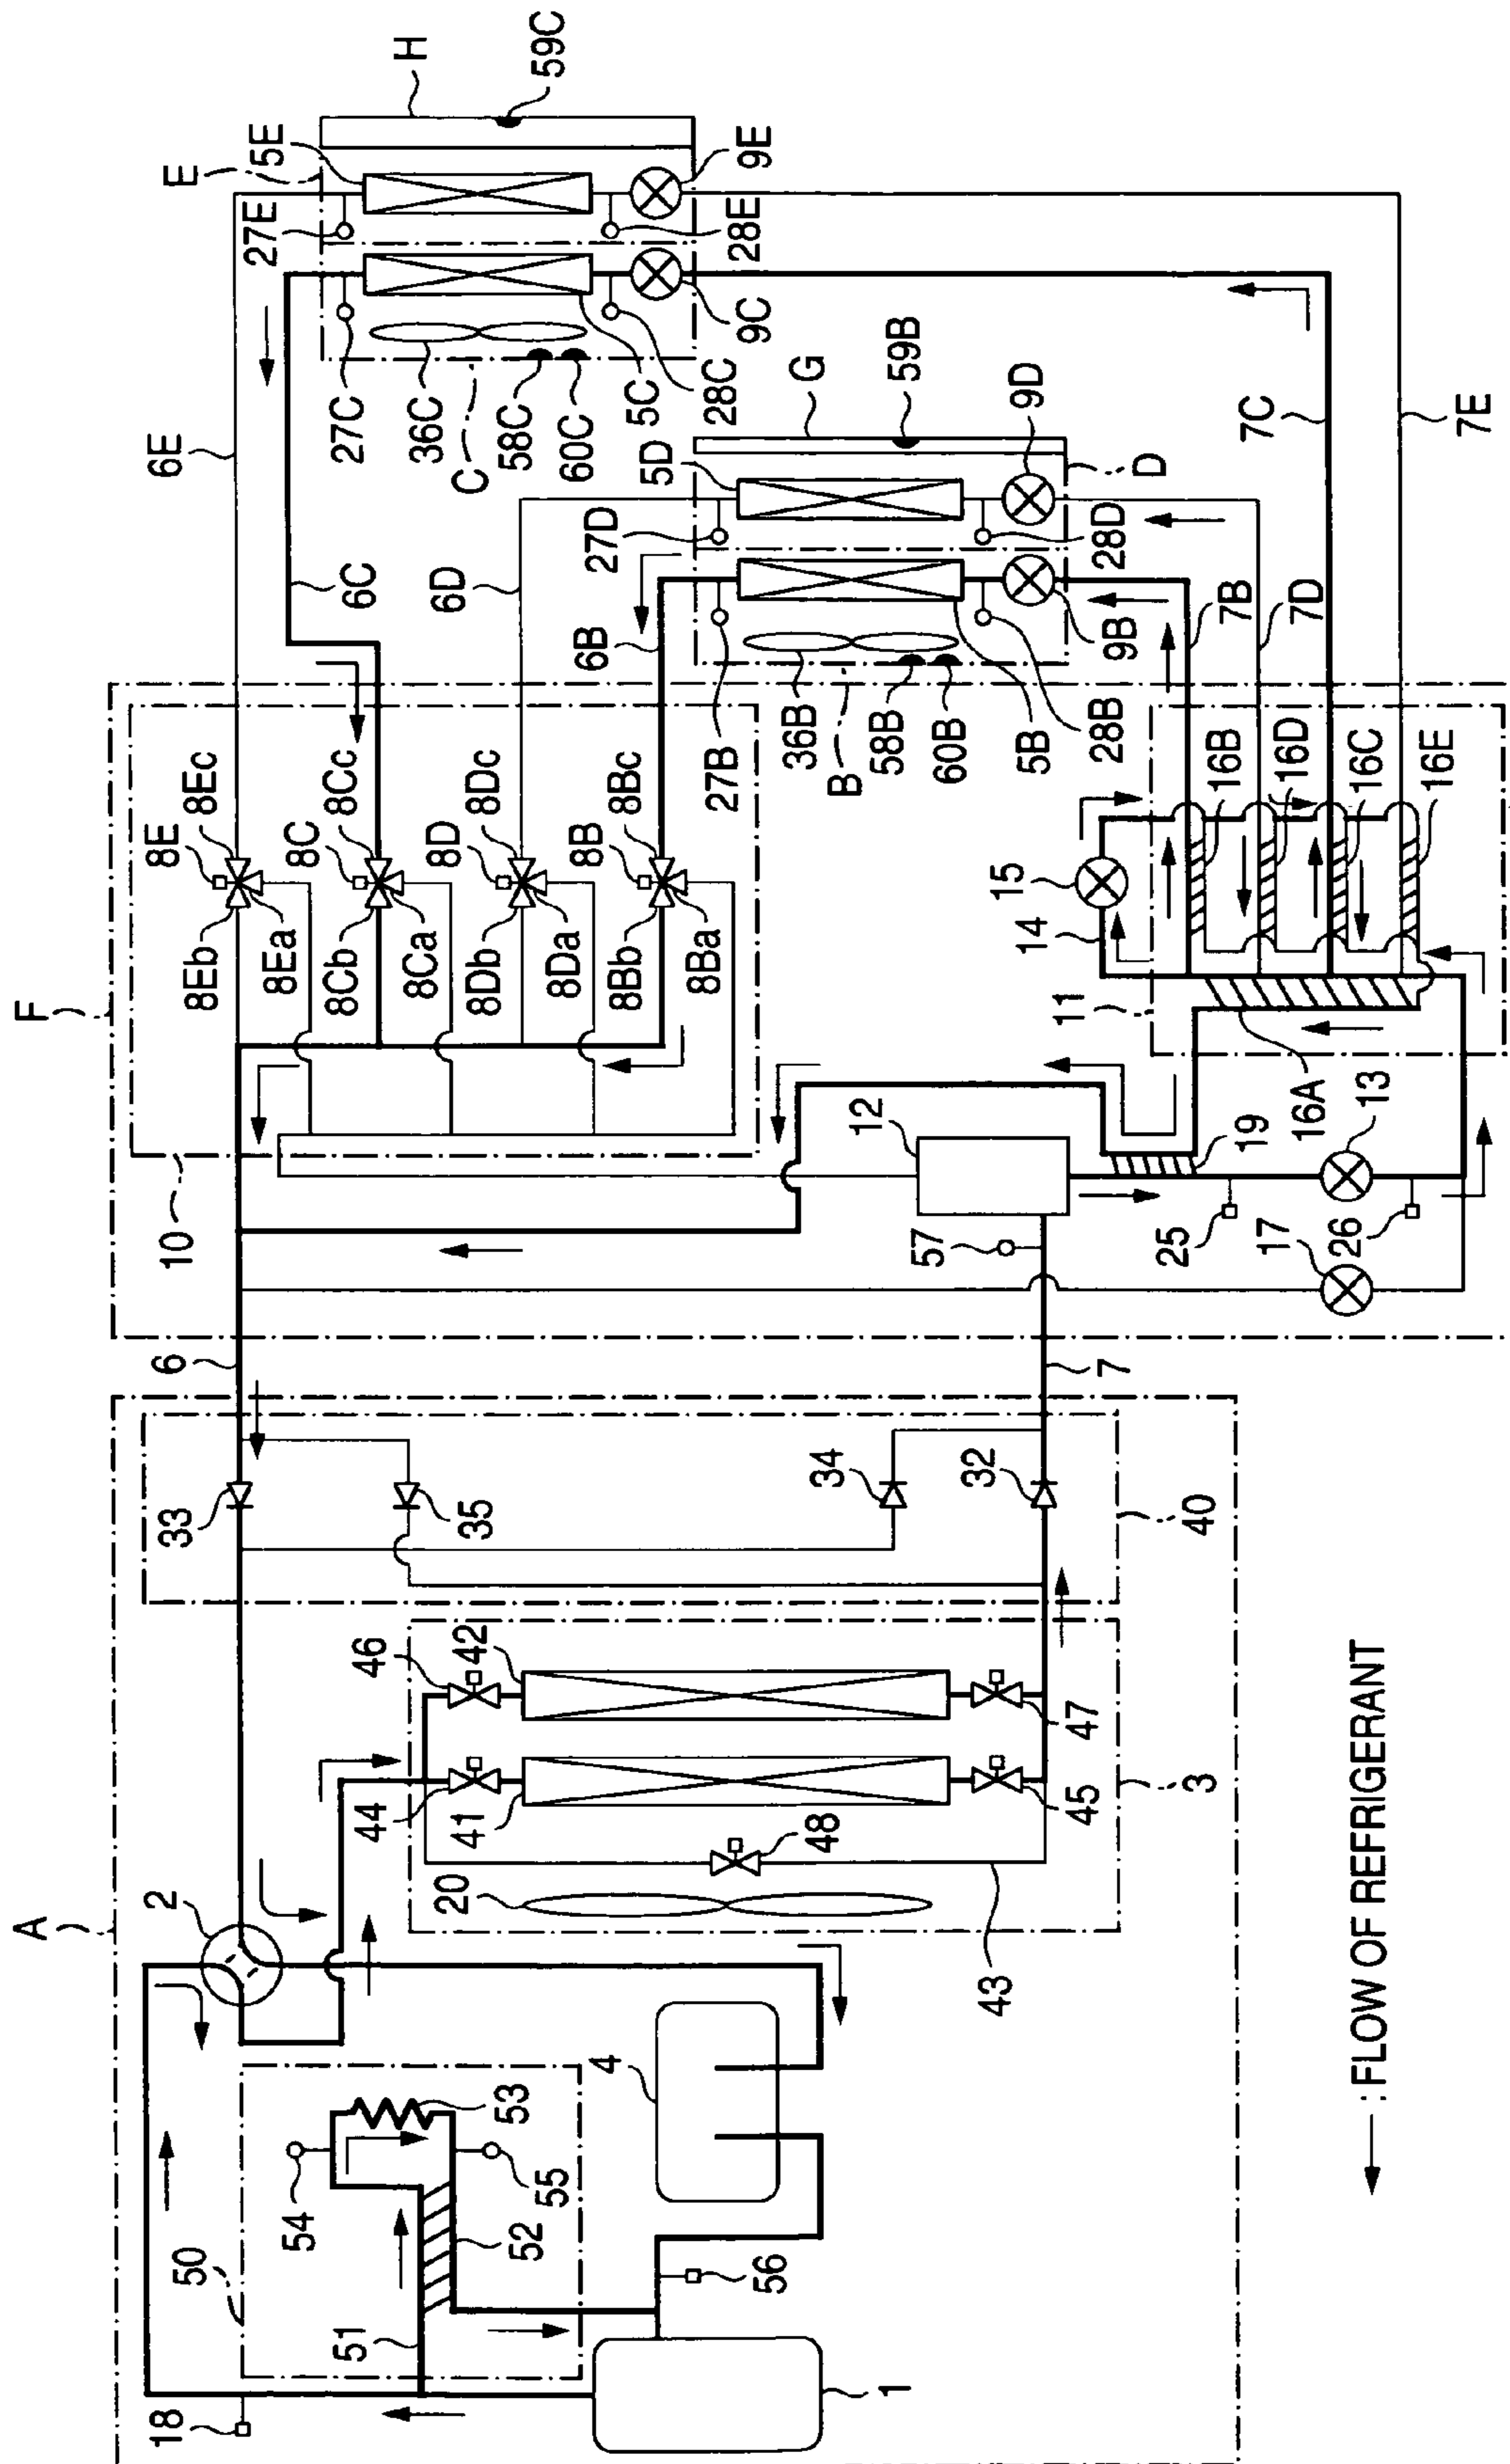 H
59C
E
5E
27E
28E
9E
6E
27C
36C
C
58C
60C
5C
28C
9C
6C
G
59B
5D
27D
D
9D
28D
7C
7E
6D
6B
27B
36B
B
58B
60B
5B
28B
9B
7B
7D
F
8E
8Ec
8Eb
8Ea
8C
8Cc
8Cb
8Ca
8D
8Dc
8Db
8Da
8B
8Bc
8Bb
8Ba
10
15
14
11
16B
16D
16C
16E
16A
12
19
13
57
25
17
26
6
7
A
33
35
34
32
40
46
42
44
41
47
45
48
20
43
3
2
4
50
54
53
55
52
51
56
18
1
: FLOW OF REFRIGERANT